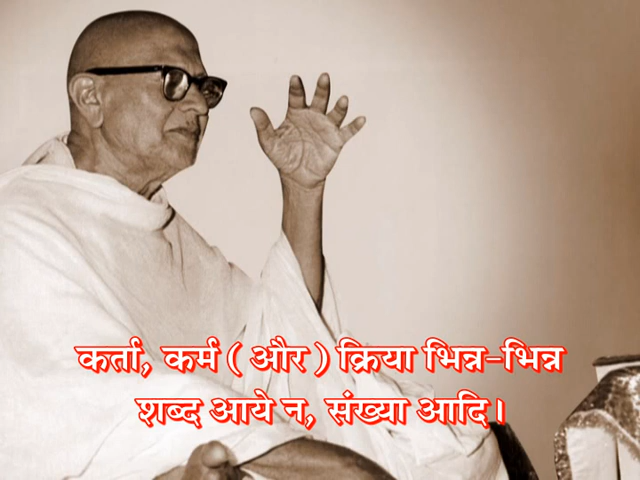 कर्ता, कर्म ( और ) क्रिया भिन्न-भिन्न
शब्द आये न, संख्या आदि।